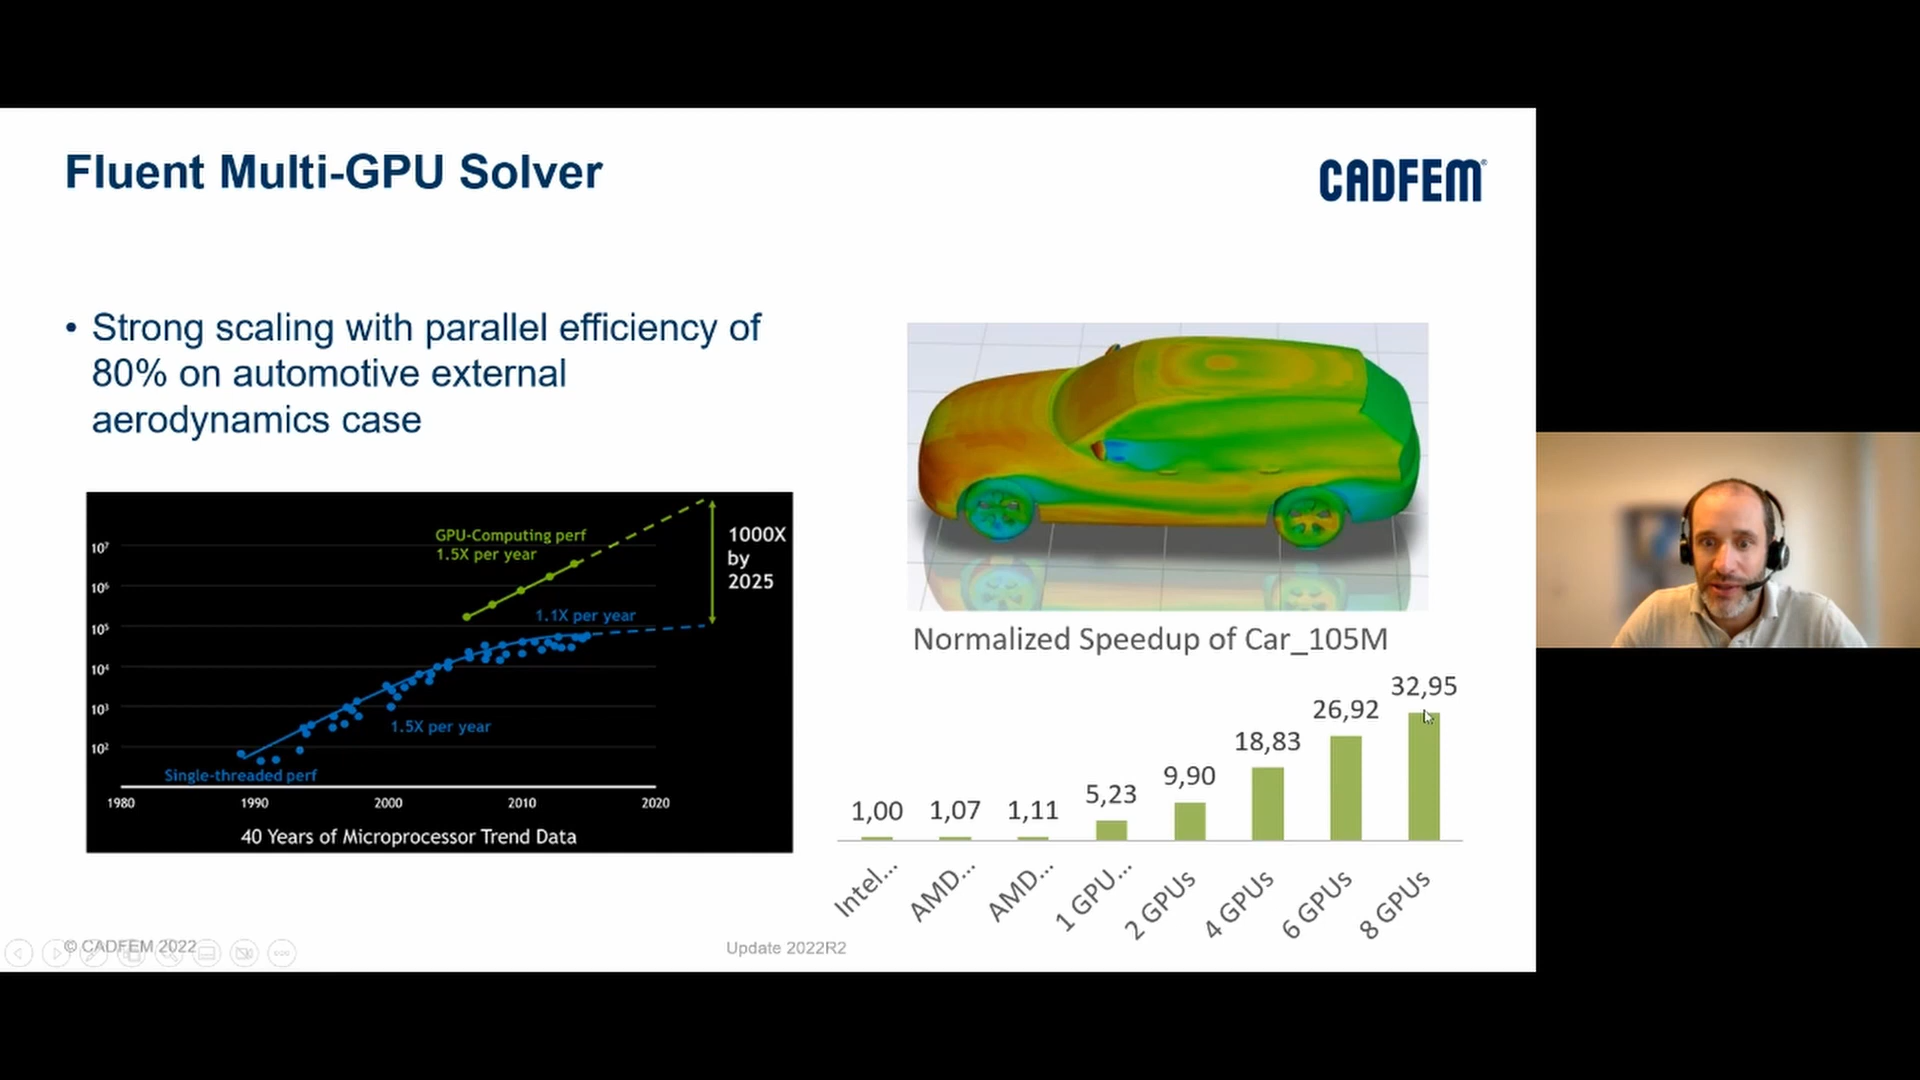 Fluent Multi-GPU Solver
CADFEM®
• Strong scaling with parallel efficiency of
80% on automotive external
aerodynamics case
GPU-Computing perf
1.5X per year
1000X
by
2025
1.1X per year
1.5X per year
Single-threaded perf
10⁷
10⁶
10⁵
10⁴
10³
10²
1980 1990 2000 2010 2020
40 Years of Microprocessor Trend Data
Normalized Speedup of Car_105M
1,00 1,07 1,11 5,23 9,90 18,83 26,92 32,95
Intel... AMD... AMD... 1 GPU... 2 GPUs 4 GPUs 6 GPUs 8 GPUs
© CADFEM 2022
Update 2022R2